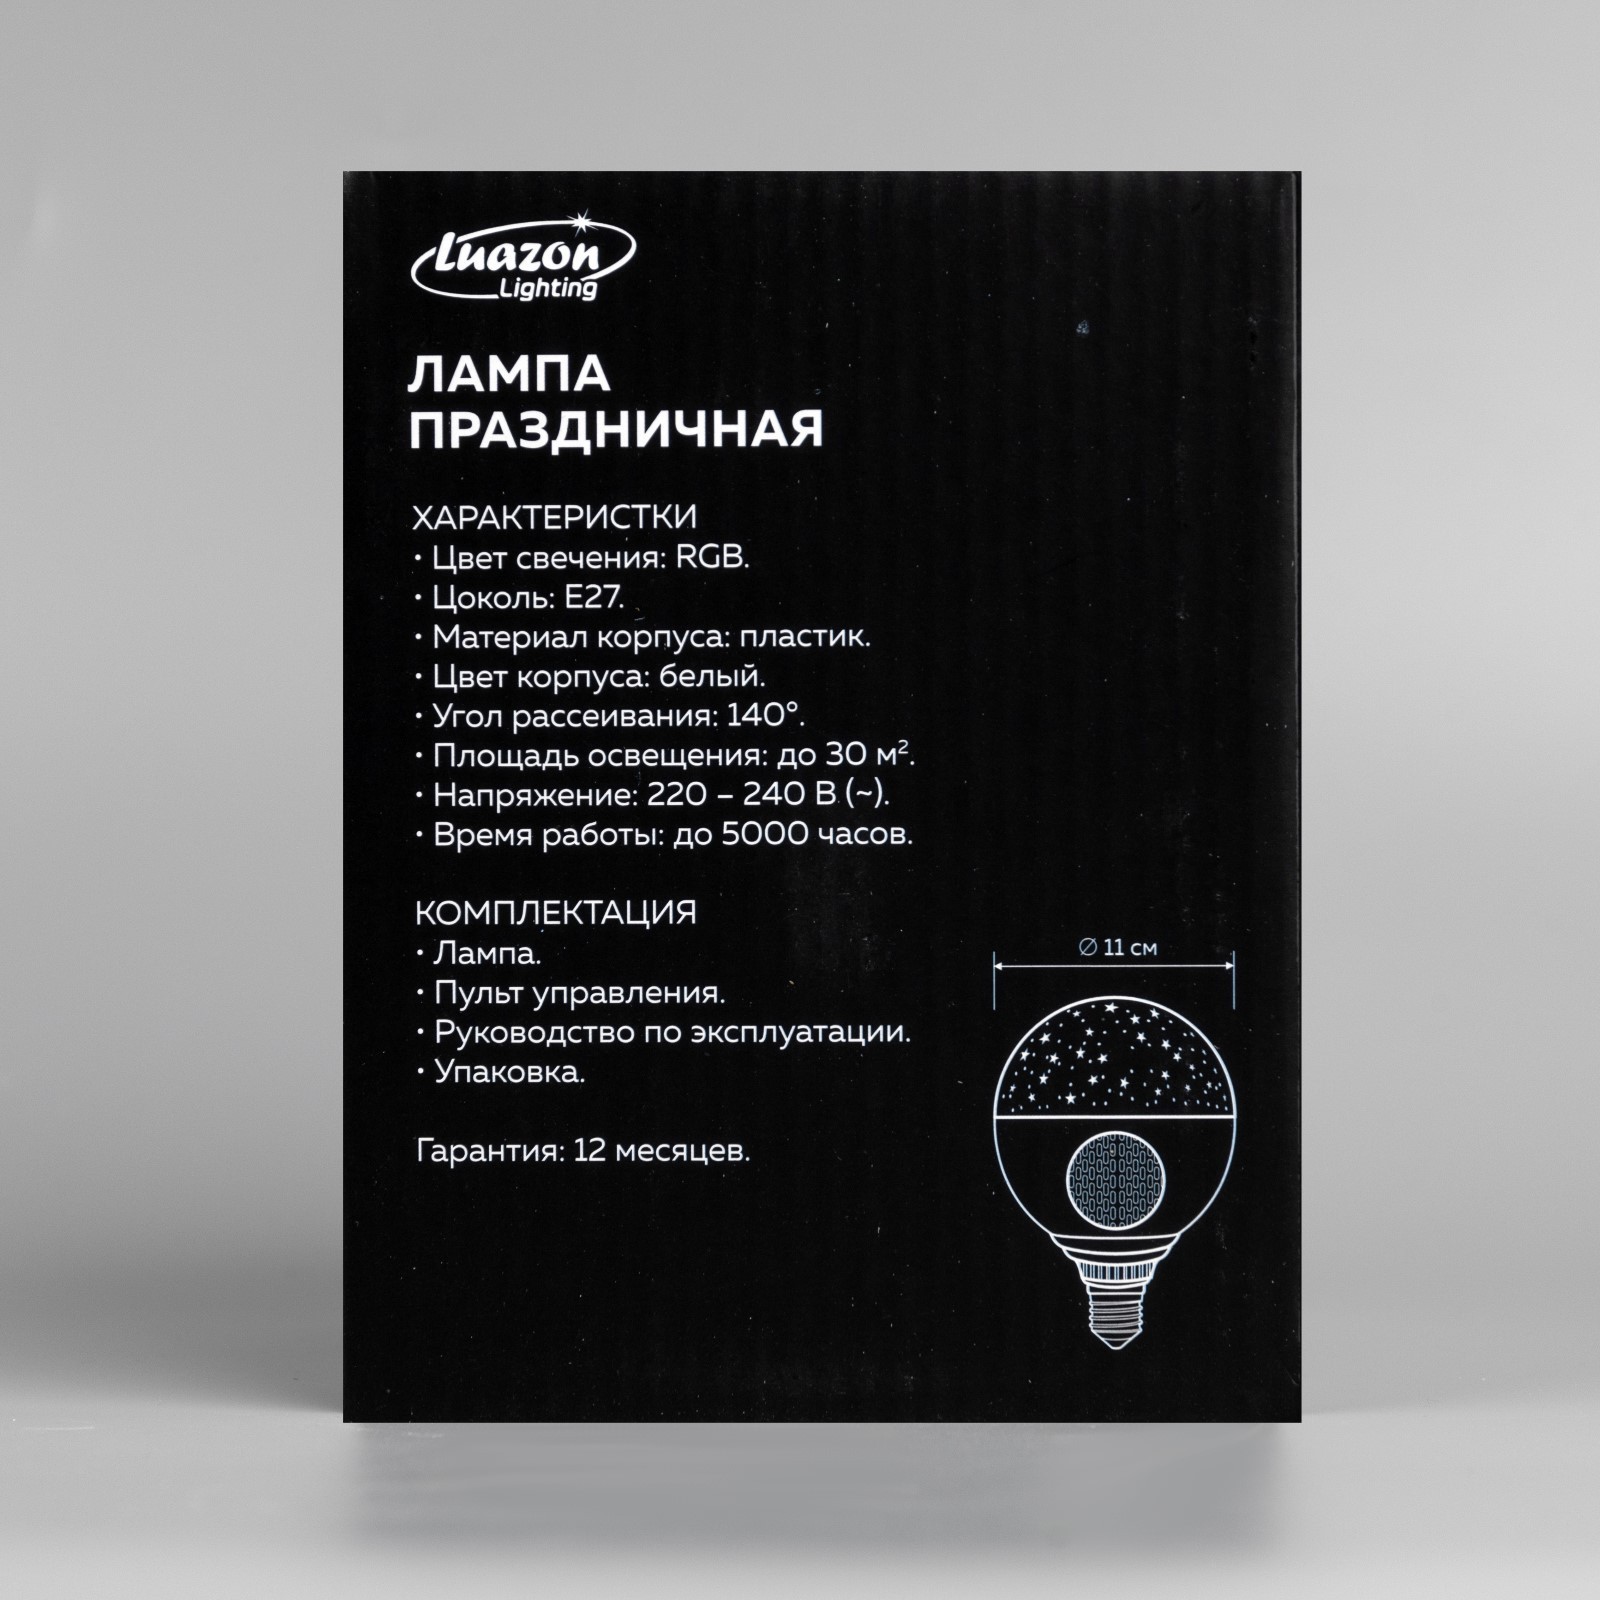 Luazon
Lighting
ЛАМПА
ПРАЗДНИЧНАЯ
ХАРАКТЕРИСТКИ
• Цвет свечения: RGB.
• Цоколь: E27.
• Материал корпуса: пластик.
• Цвет корпуса: белый.
• Угол рассеивания: 140°.
• Площадь освещения: до 30 м².
• Напряжение: 220 – 240 В (~).
• Время работы: до 5000 часов.
КОМПЛЕКТАЦИЯ
• Лампа.
• Пульт управления.
• Руководство по эксплуатации.
• Упаковка.
Гарантия: 12 месяцев.
∅ 11 см